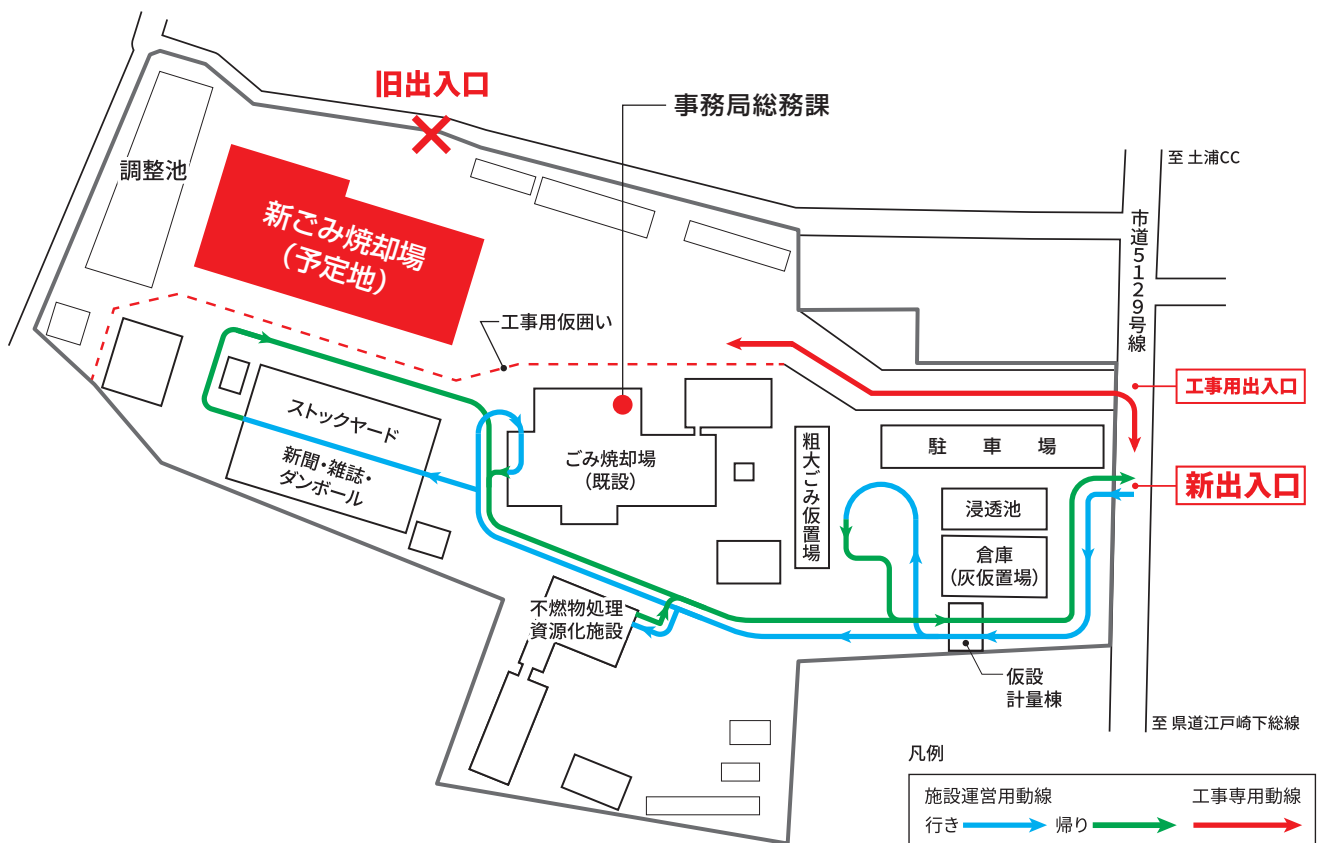 旧出入口
事務局総務課
調整池
至 土浦CC
新ごみ焼却場
(予定地)
市道5129号線
工事用仮囲い
工事用出入口
ストックヤード
新聞・雑誌・
ダンボール
ごみ焼却場
(既設)
粗大ごみ仮置場
駐 車 場
新出入口
浸透池
倉庫
(灰仮置場)
不燃物処理
資源化施設
仮設
計量棟
至 県道江戸崎下総線
凡例
施設運営用動線 工事専用動線
行き 帰り